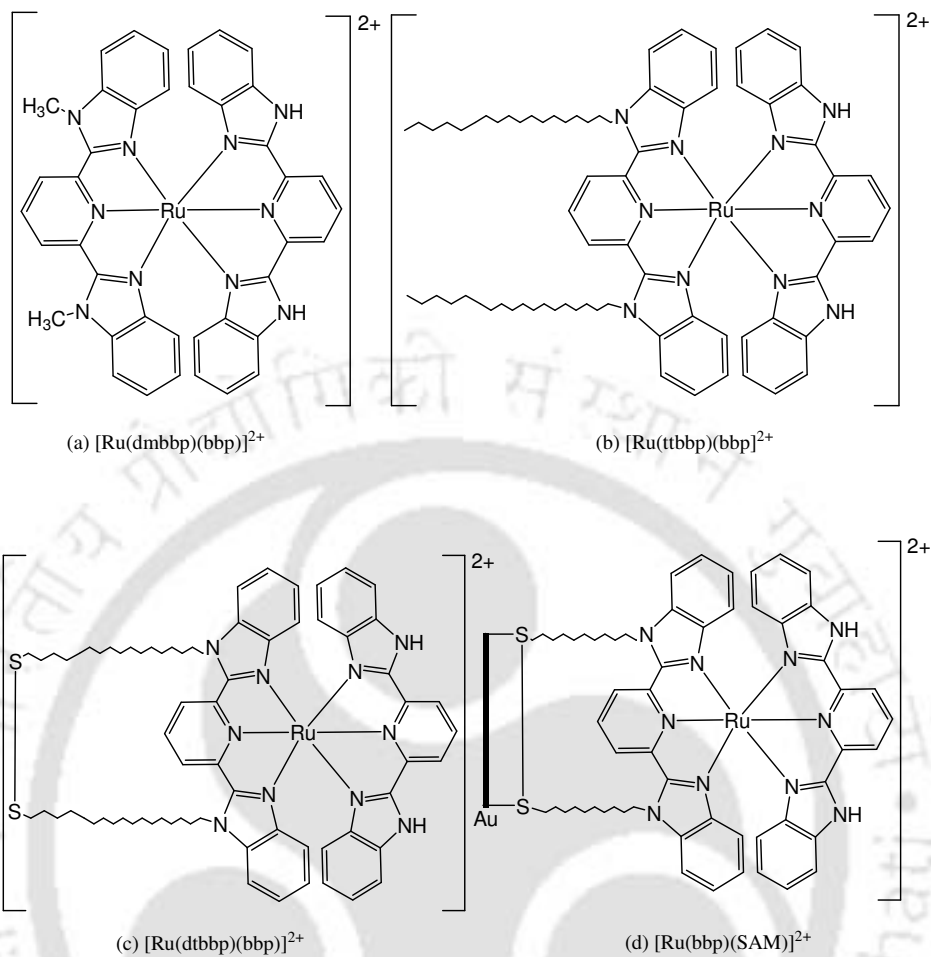 2+
2+
H3C N N NH N N NH
N N N N
N Ru N N Ru N
N N N N
H3C N NH N NH
(a) [Ru(dmbbp)(bbp)]2+
(b) [Ru(ttbbp)(bbp]2+
प्रौद्योगिकी संस्थान
2+
2+
S N NH S N NH
N N N N
N Ru N N Ru N
N N N N
S N NH S N NH
Au
(c) [Ru(dtbbp)(bbp)]2+
(d) [Ru(bbp)(SAM)]2+